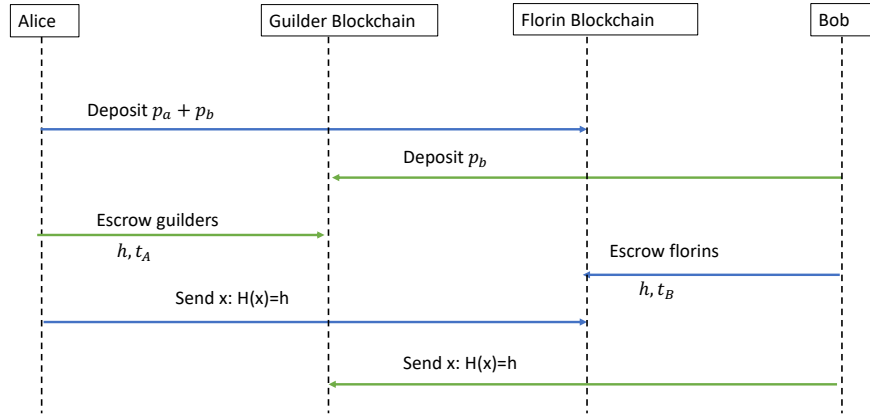 Alice
Guilder Blockchain
Florin Blockchain
Bob
Deposit $p_a + p_b$
Deposit $p_b$
Escrow guilders
$h, t_A$
Escrow florins
$h, t_B$
Send x: H(x)=h
Send x: H(x)=h